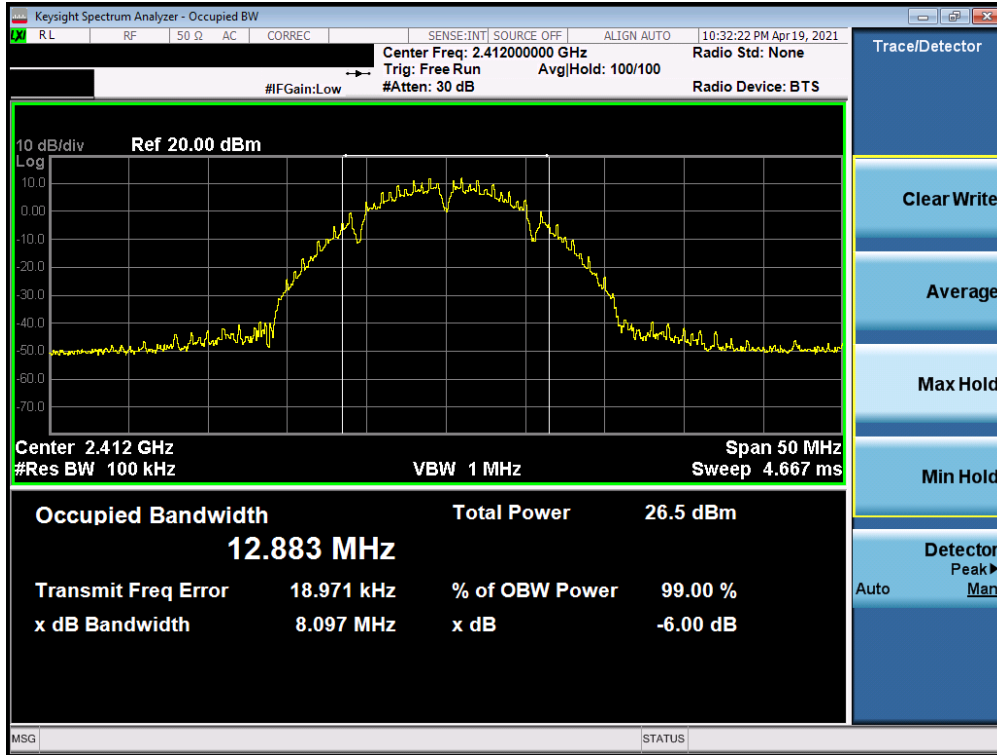 Keysight Spectrum Analyzer - Occupied BW
LXI RL RF 50 Ω AC CORREC SENSE:INT SOURCE OFF ALIGN AUTO 10:32:22 PM Apr 19, 2021
Center Freq: 2.412000000 GHz Radio Std: None
Trig: Free Run Avg|Hold: 100/100
#IFGain:Low #Atten: 30 dB Radio Device: BTS
10 dB/div Ref 20.00 dBm
Log
10.0
0.00
-10.0
-20.0
-30.0
-40.0
-50.0
-60.0
-70.0
Center 2.412 GHz Span 50 MHz
#Res BW 100 kHz VBW 1 MHz Sweep 4.667 ms
Occupied Bandwidth Total Power 26.5 dBm
12.883 MHz
Transmit Freq Error 18.971 kHz % of OBW Power 99.00 %
x dB Bandwidth 8.097 MHz x dB -6.00 dB
Trace/Detector
Clear Write
Average
Max Hold
Min Hold
Detector
Peak▶
Auto Man
MSG STATUS